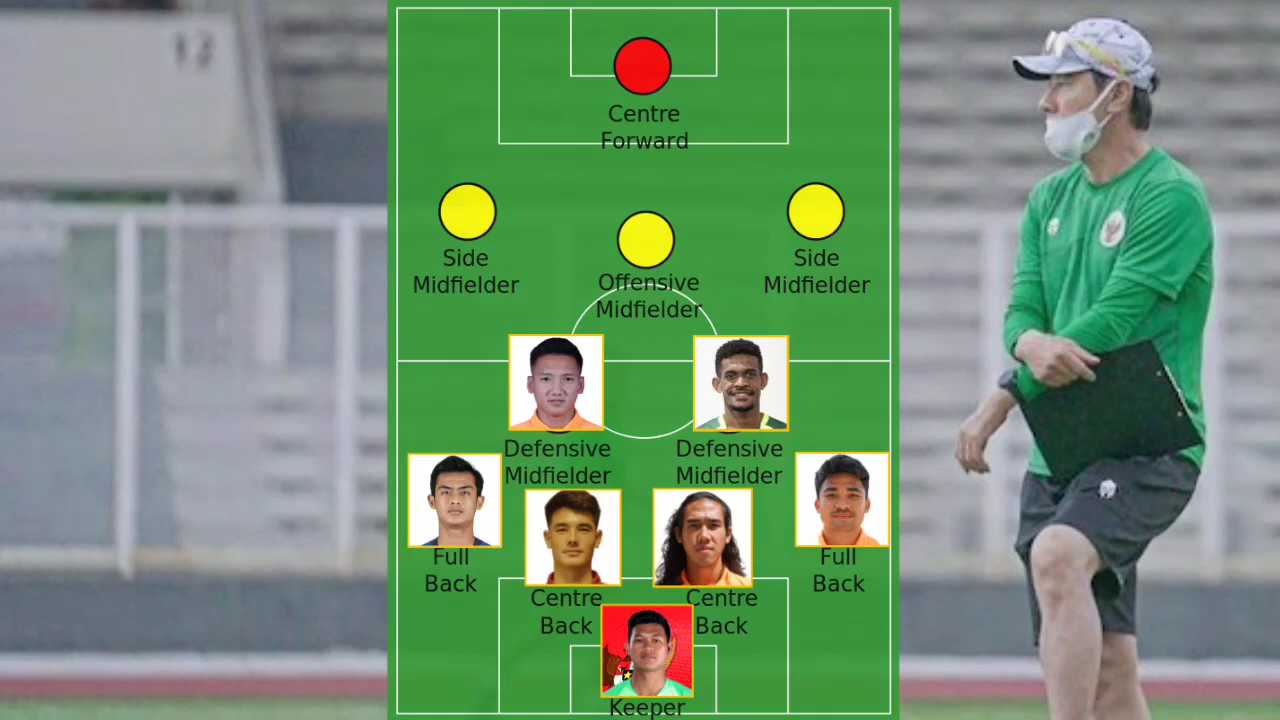 12
Centre
Forward
Side
Midfielder
Offensive
Midfielder
Side
Midfielder
Defensive
Midfielder
Defensive
Midfielder
Full
Back
Centre
Back
Centre
Back
Full
Back
Keeper